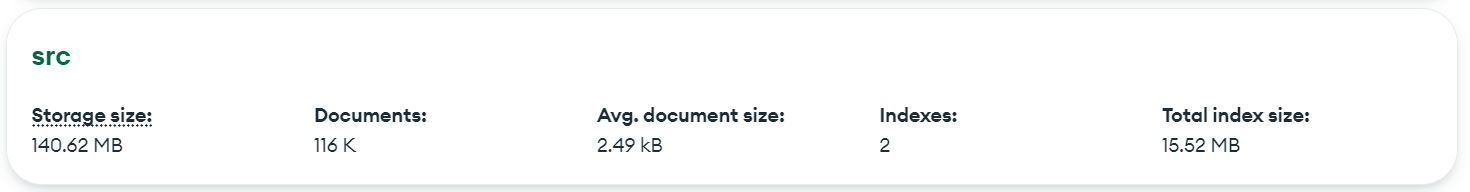 src
Storage size: Documents: Avg. document size: Indexes: Total index size:
140.62 MB 116 K 2.49 kB 2 15.52 MB